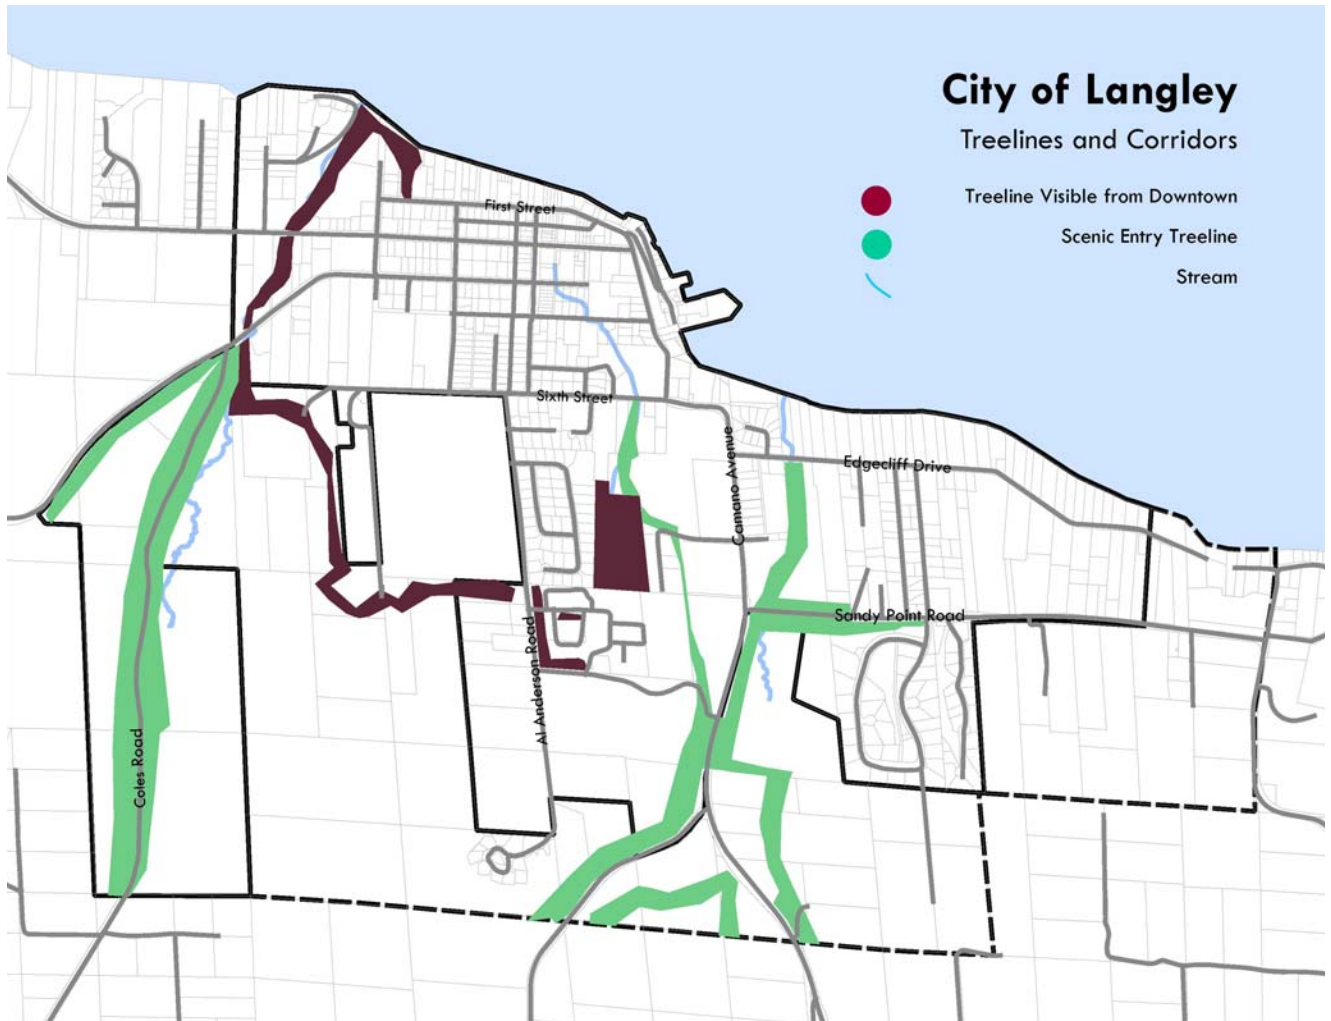 City of Langley
Treelines and Corridors
Treeline Visible from Downtown
Scenic Entry Treeline
Stream
First Street
Sixth Street
Camano Avenue
Edgecliff Drive
Sandy Point Road
Al Anderson Road
Coles Road